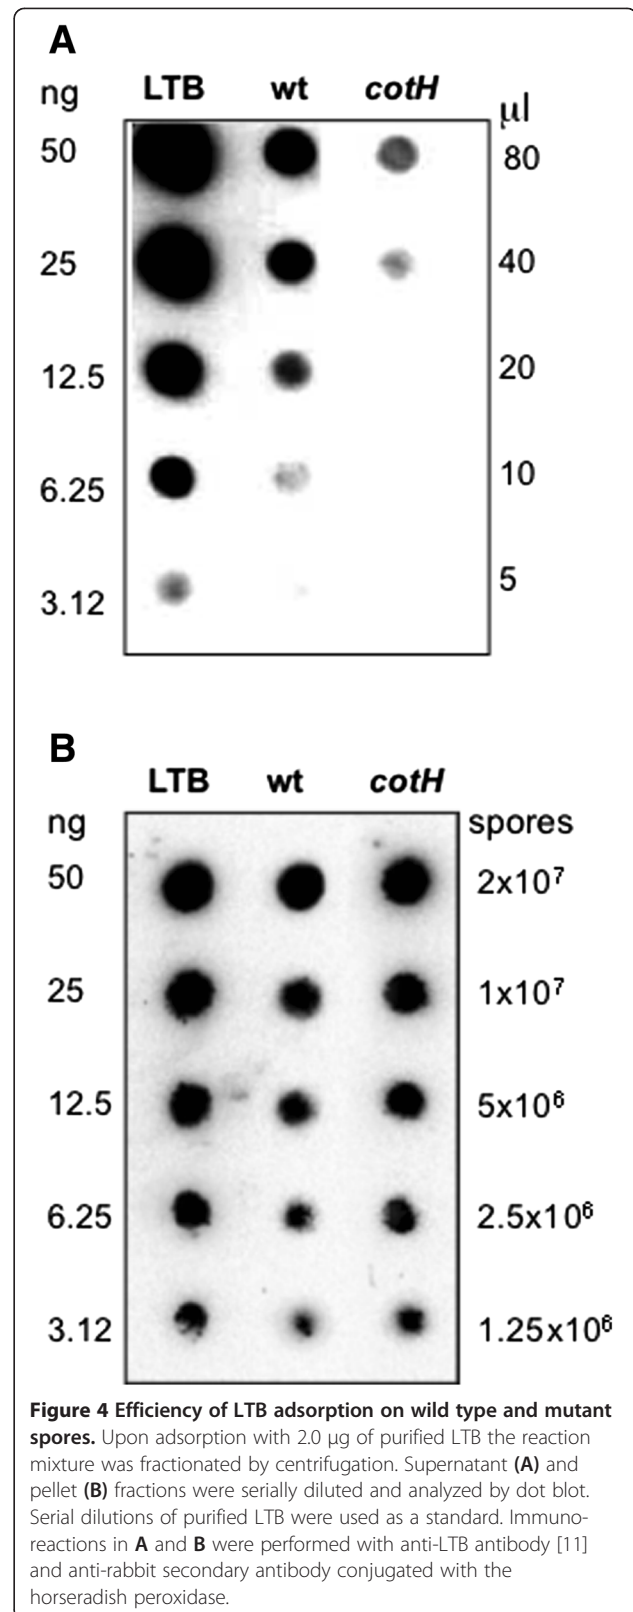 A
ng LTB wt cotH µl
50 80
25 40
12.5 20
6.25 10
3.12 5
B
LTB wt cotH
ng spores
50 2x10⁷
25 1x10⁷
12.5 5x10⁶
6.25 2.5x10⁶
3.12 1.25x10⁶
Figure 4 Efficiency of LTB adsorption on wild type and mutant
spores. Upon adsorption with 2.0 µg of purified LTB the reaction
mixture was fractionated by centrifugation. Supernatant (A) and
pellet (B) fractions were serially diluted and analyzed by dot blot.
Serial dilutions of purified LTB were used as a standard. Immuno-
reactions in A and B were performed with anti-LTB antibody [11]
and anti-rabbit secondary antibody conjugated with the
horseradish peroxidase.